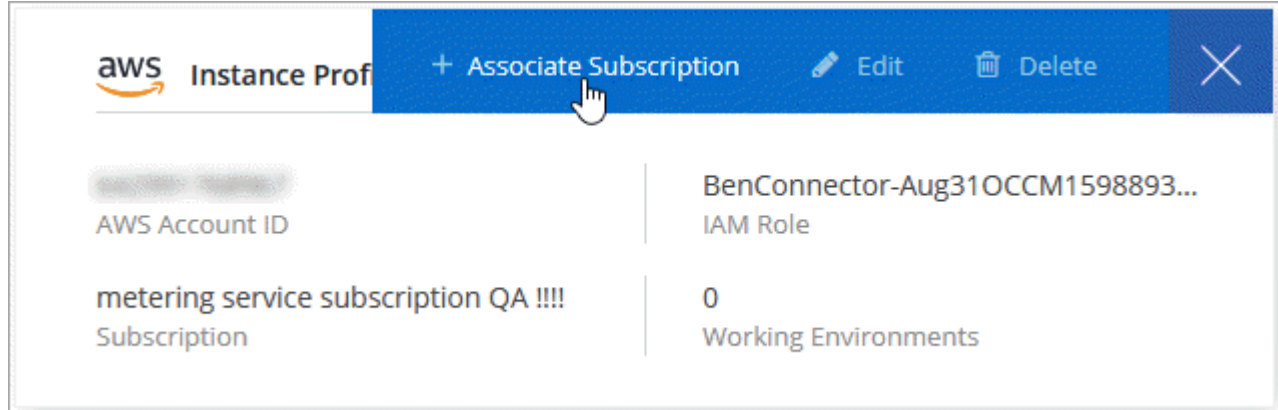 aws Instance Prof + Associate Subscription Edit Delete
BenConnector-Aug31OCCM1598893...
AWS Account ID IAM Role
metering service subscription QA !!!! 0
Subscription Working Environments